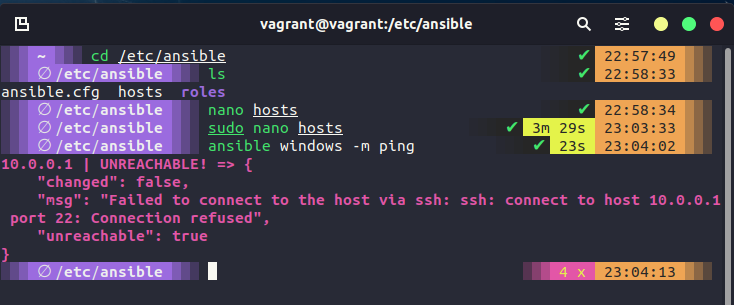 vagrant@vagrant:/etc/ansible
~ cd /etc/ansible ✔ 22:57:49
∅ /etc/ansible ls ✔ 22:58:33
ansible.cfg hosts roles
∅ /etc/ansible nano hosts ✔ 22:58:34
∅ /etc/ansible sudo nano hosts ✔ 3m 29s 23:03:33
∅ /etc/ansible ansible windows -m ping ✔ 23s 23:04:02
10.0.0.1 | UNREACHABLE! => {
"changed": false,
"msg": "Failed to connect to the host via ssh: ssh: connect to host 10.0.0.1
port 22: Connection refused",
"unreachable": true
}
∅ /etc/ansible 4 x 23:04:13